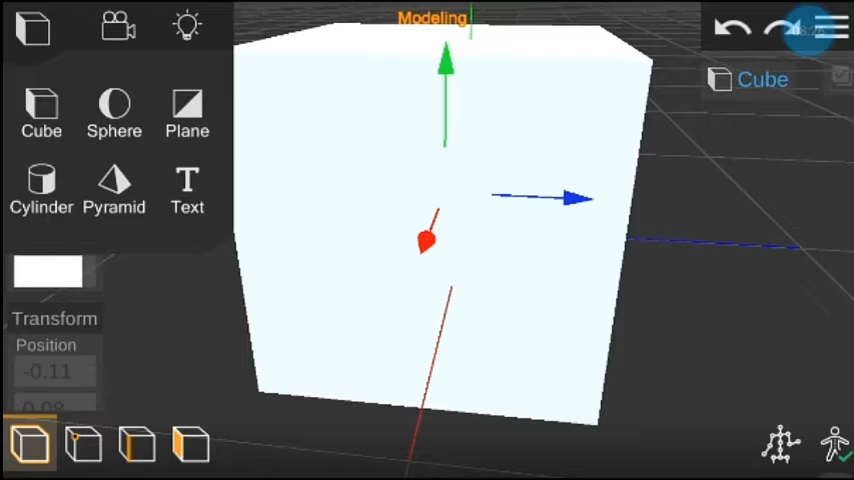 Modeling
Cube
Cube Sphere Plane
Cylinder Pyramid Text
Transform
Position
-0.11